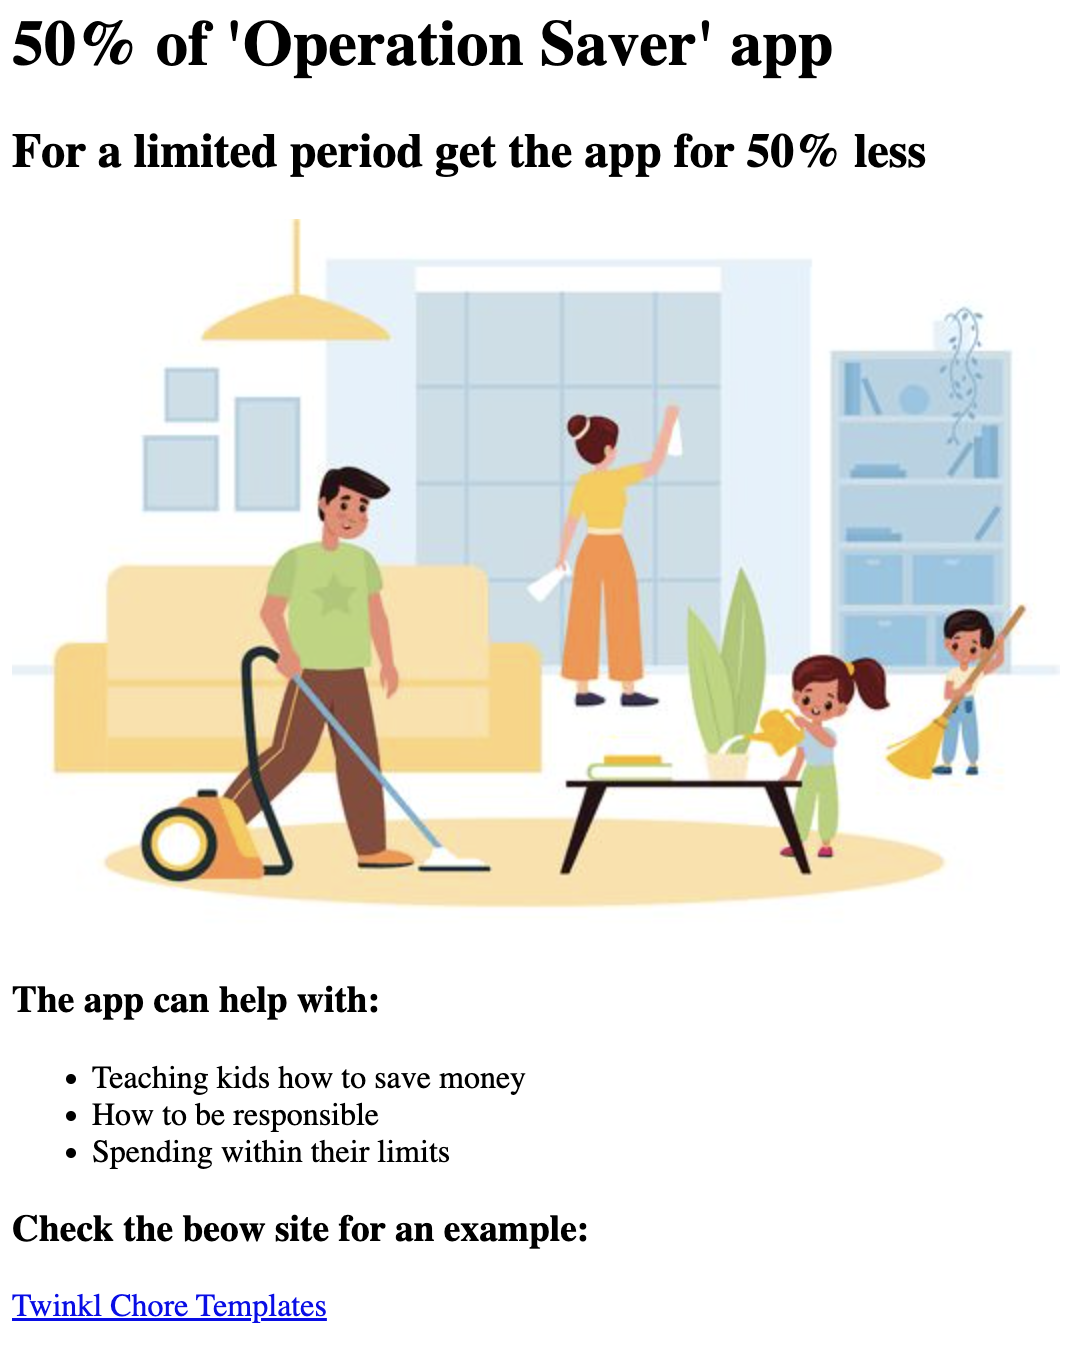 50% of 'Operation Saver' app
For a limited period get the app for 50% less
The app can help with:
• Teaching kids how to save money
• How to be responsible
• Spending within their limits
Check the beow site for an example:
Twinkl Chore Templates